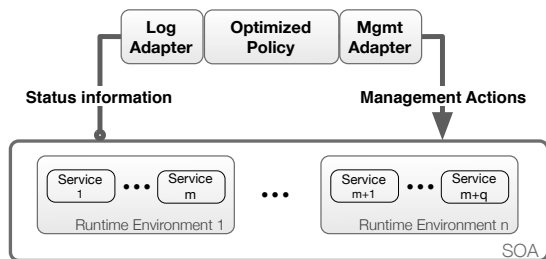 Log Adapter
Optimized Policy
Mgmt Adapter
Status information
Management Actions
Service 1
•••
Service m
•••
Service m+1
•••
Service m+q
Runtime Environment 1
Runtime Environment n
SOA